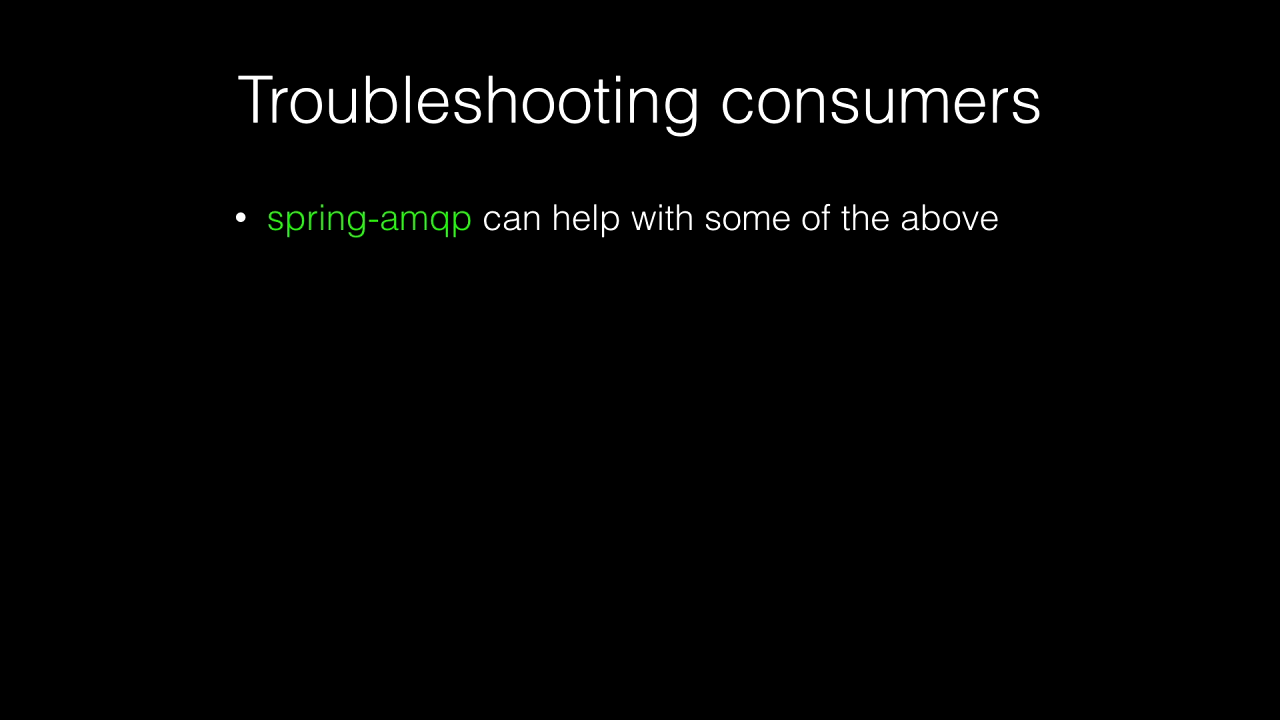 Troubleshooting consumers
• spring-amqp can help with some of the above